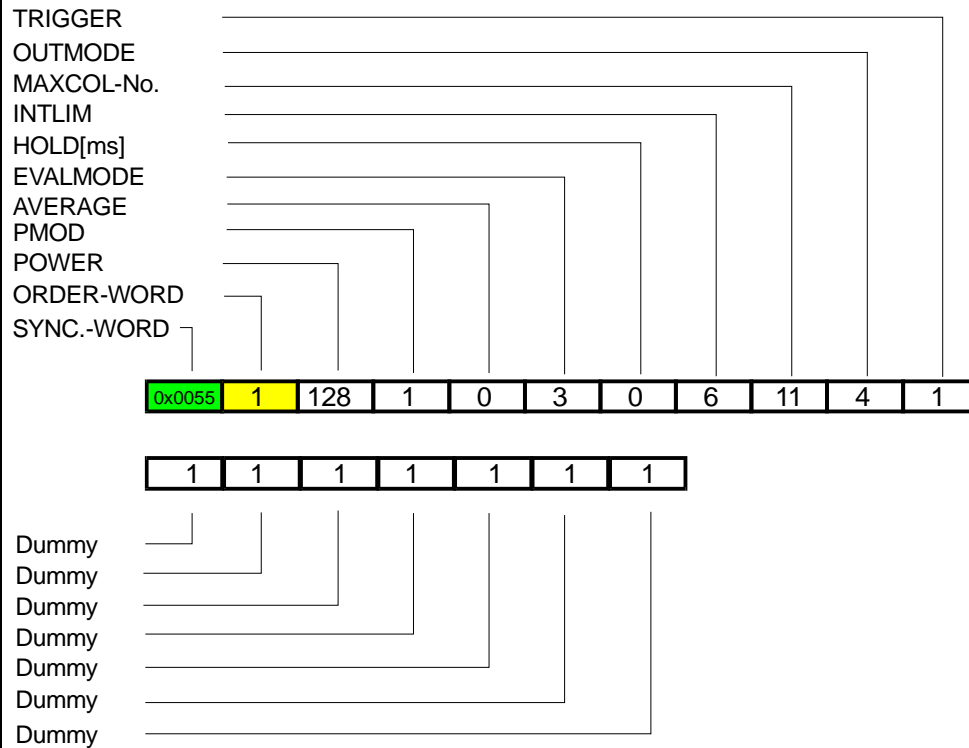 TRIGGER
OUTMODE
MAXCOL-No.
INTLIM
HOLD[ms]
EVALMODE
AVERAGE
PMOD
POWER
ORDER-WORD
SYNC.-WORD
0x0055 1 128 1 0 3 0 6 11 4 1
1 1 1 1 1 1 1
Dummy
Dummy
Dummy
Dummy
Dummy
Dummy
Dummy